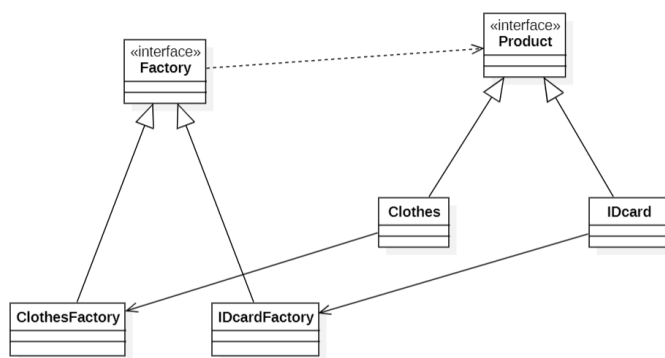 «interface»
Factory
«interface»
Product
Clothes
IDcard
ClothesFactory
IDcardFactory